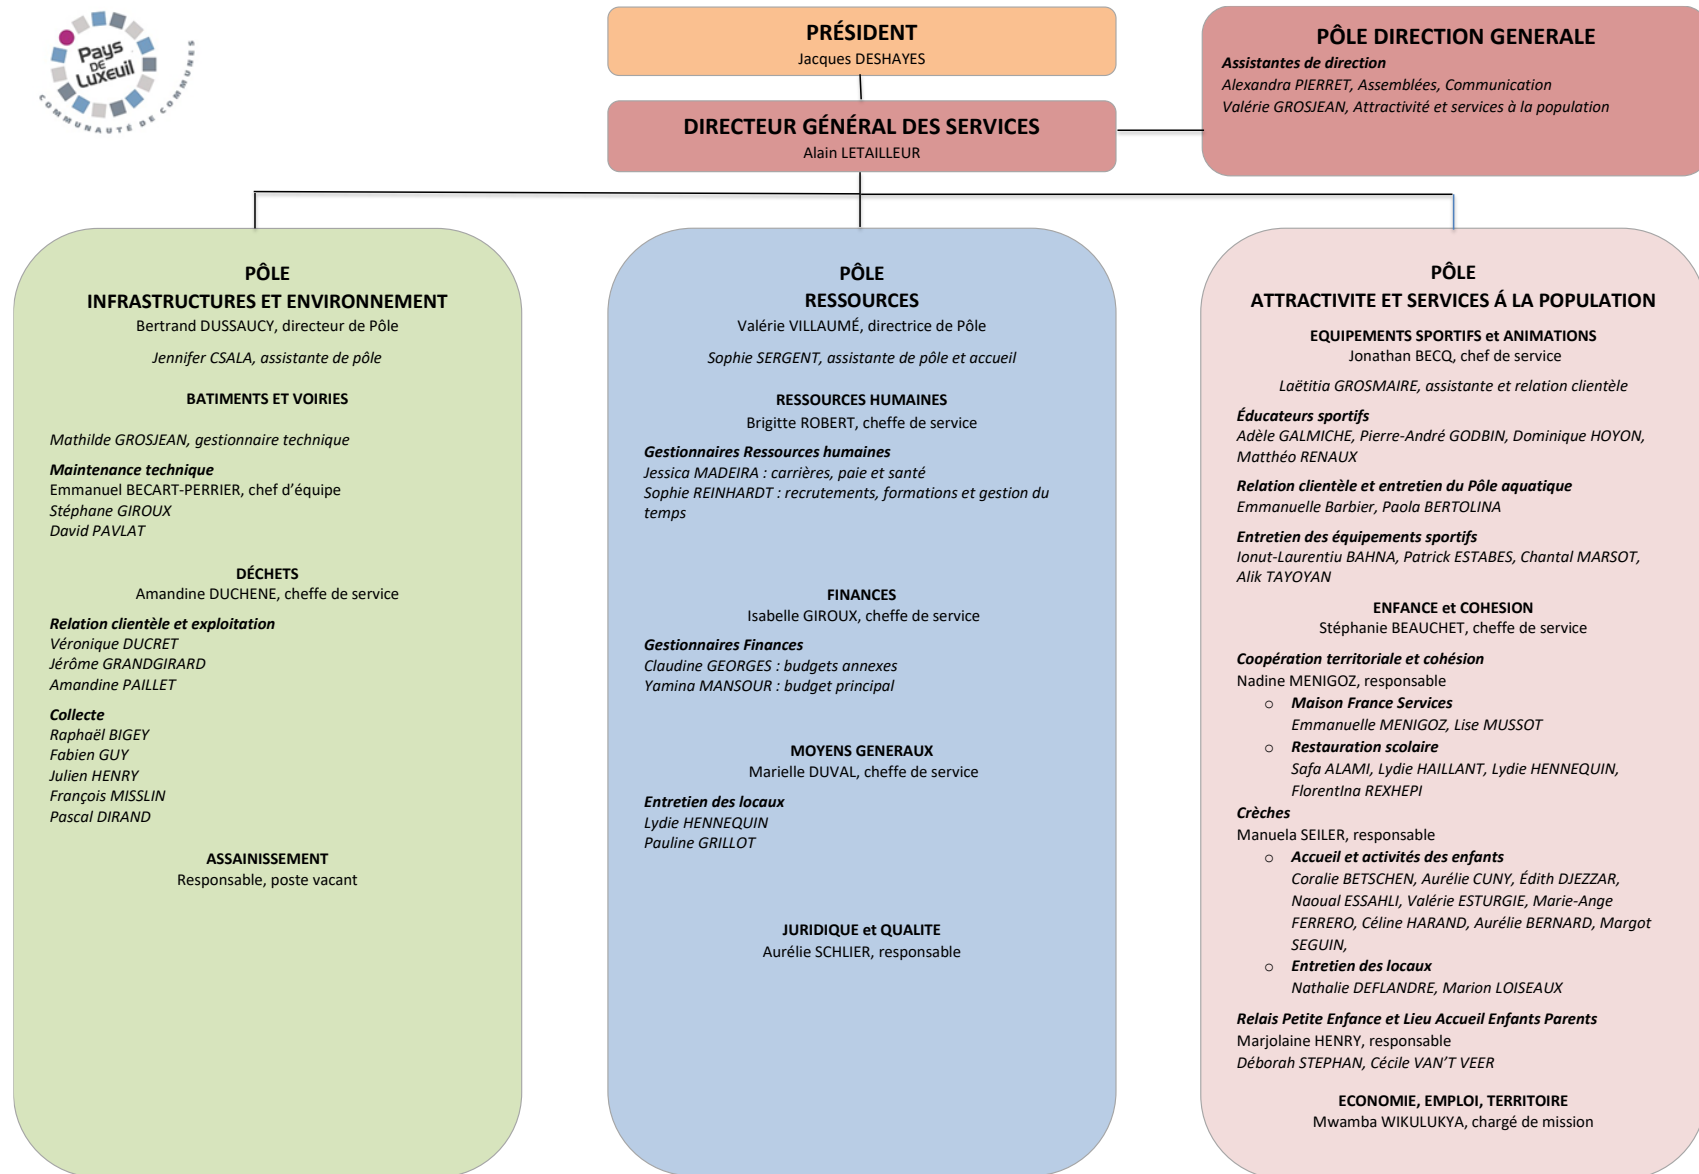 Pays
DE
Luxeuil
COMMUNAUTÉ DE COMMUNES
PRÉSIDENT
Jacques DESHAYES
DIRECTEUR GÉNÉRAL DES SERVICES
Alain LETAILLEUR
PÔLE DIRECTION GENERALE
Assistantes de direction
Alexandra PIERRET, Assemblées, Communication
Valérie GROSJEAN, Attractivité et services à la population
PÔLE
INFRASTRUCTURES ET ENVIRONNEMENT
Bertrand DUSSAUCY, directeur de Pôle
Jennifer CSALA, assistante de pôle
BATIMENTS ET VOIRIES
Mathilde GROSJEAN, gestionnaire technique
Maintenance technique
Emmanuel BECART-PERRIER, chef d'équipe
Stéphane GIROUX
David PAVLAT
DÉCHETS
Amandine DUCHENE, cheffe de service
Relation clientèle et exploitation
Véronique DUCRET
Jérôme GRANDGIRARD
Amandine PAILLET
Collecte
Raphaël BIGEY
Fabien GUY
Julien HENRY
François MISSLIN
Pascal DIRAND
ASSAINISSEMENT
Responsable, poste vacant
PÔLE
RESSOURCES
Valérie VILLAUMÉ, directrice de Pôle
Sophie SERGENT, assistante de pôle et accueil
RESSOURCES HUMAINES
Brigitte ROBERT, cheffe de service
Gestionnaires Ressources humaines
Jessica MADEIRA : carrières, paie et santé
Sophie REINHARDT : recrutements, formations et gestion du
temps
FINANCES
Isabelle GIROUX, cheffe de service
Gestionnaires Finances
Claudine GEORGES : budgets annexes
Yamina MANSOUR : budget principal
MOYENS GENERAUX
Marielle DUVAL, cheffe de service
Entretien des locaux
Lydie HENNEQUIN
Pauline GRILLOT
JURIDIQUE et QUALITE
Aurélie SCHLIER, responsable
PÔLE
ATTRACTIVITE ET SERVICES Á LA POPULATION
EQUIPEMENTS SPORTIFS et ANIMATIONS
Jonathan BECQ, chef de service
Laëtitia GROSMAIRE, assistante et relation clientèle
Éducateurs sportifs
Adèle GALMICHE, Pierre-André GODBIN, Dominique HOYON,
Matthéo RENAUX
Relation clientèle et entretien du Pôle aquatique
Emmanuelle Barbier, Paola BERTOLINA
Entretien des équipements sportifs
Ionut-Laurentiu BAHNA, Patrick ESTABES, Chantal MARSOT,
Alik TAYOYAN
ENFANCE et COHESION
Stéphanie BEAUCHET, cheffe de service
Coopération territoriale et cohésion
Nadine MENIGOZ, responsable
o Maison France Services
Emmanuelle MENIGOZ, Lise MUSSOT
o Restauration scolaire
Safa ALAMI, Lydie HAILLANT, Lydie HENNEQUIN,
FlorentIna REXHEPI
Crèches
Manuela SEILER, responsable
o Accueil et activités des enfants
Coralie BETSCHEN, Aurélie CUNY, Édith DJEZZAR,
Naoual ESSAHLI, Valérie ESTURGIE, Marie-Ange
FERRERO, Céline HARAND, Aurélie BERNARD, Margot
SEGUIN,
o Entretien des locaux
Nathalie DEFLANDRE, Marion LOISEAUX
Relais Petite Enfance et Lieu Accueil Enfants Parents
Marjolaine HENRY, responsable
Déborah STEPHAN, Cécile VAN'T VEER
ECONOMIE, EMPLOI, TERRITOIRE
Mwamba WIKULUKYA, chargé de mission